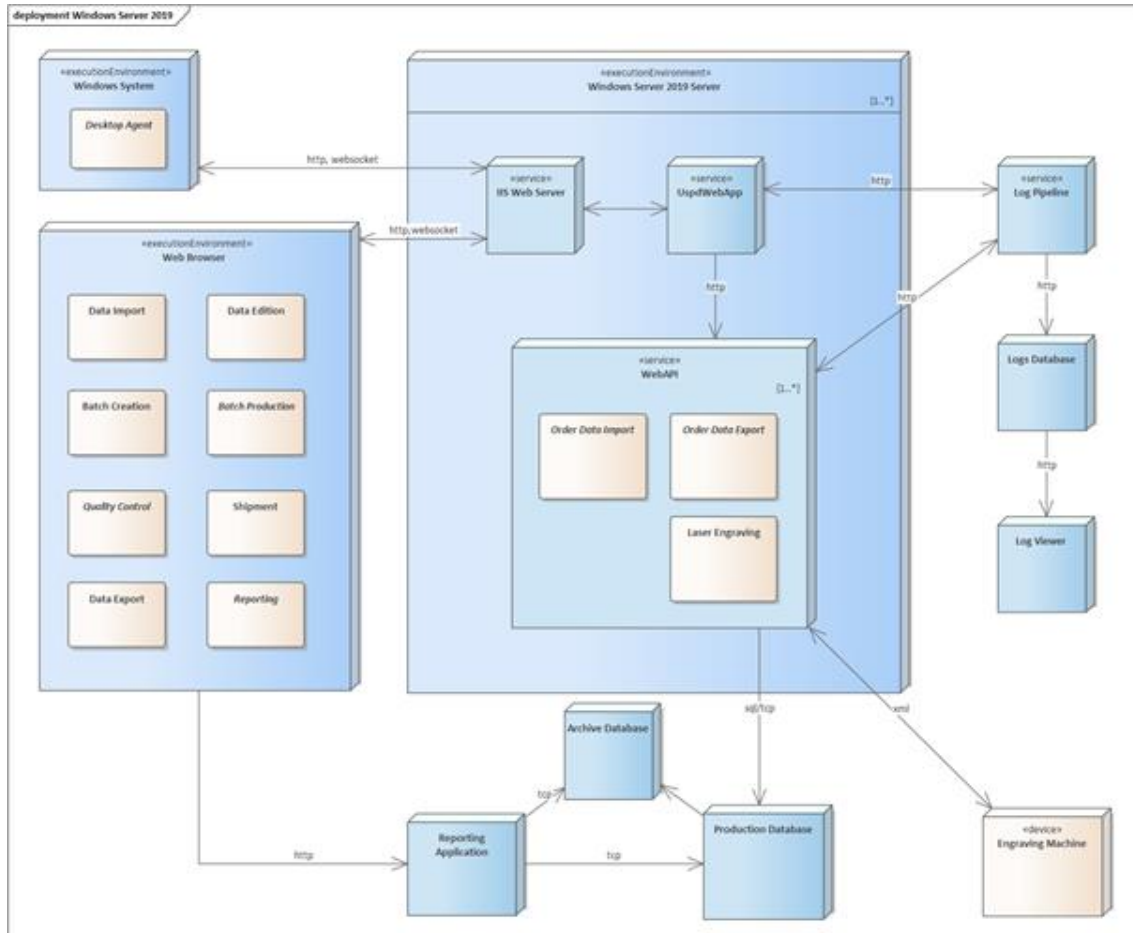 deployment Windows Server 2019
«executionEnvironment»
Windows System
Desktop Agent
«executionEnvironment»
Windows Server 2019 Server
[1..*]
http, websocket
«service»
IIS Web Server
«service»
UspdWebApp
http
«service»
Log Pipeline
http,websocket
«executionEnvironment»
Web Browser
Data Import
Data Edition
Batch Creation
Batch Production
Quality Control
Shipment
Data Export
Reporting
http
http
http
«service»
WebAPI
[1..*]
Order Data Import
Order Data Export
Laser Engraving
Logs Database
http
Log Viewer
sql/tcp
xml
Archive Database
tcp
Reporting
Application
http
tcp
Production Database
«device»
Engraving Machine